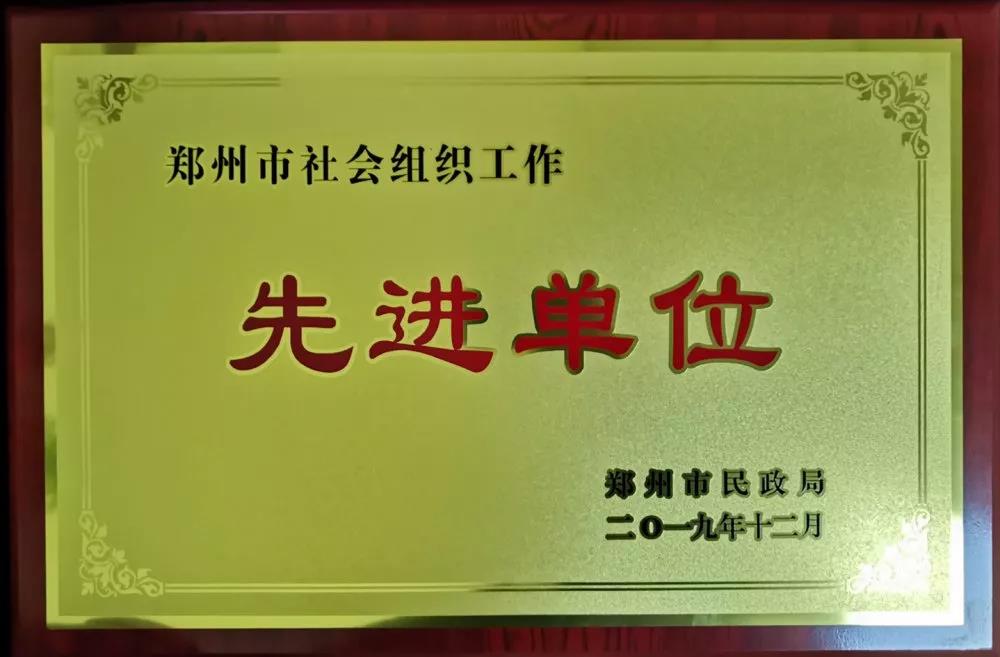 郑州市社会组织工作
先进单位
郑州市民政局
二〇一九年十二月